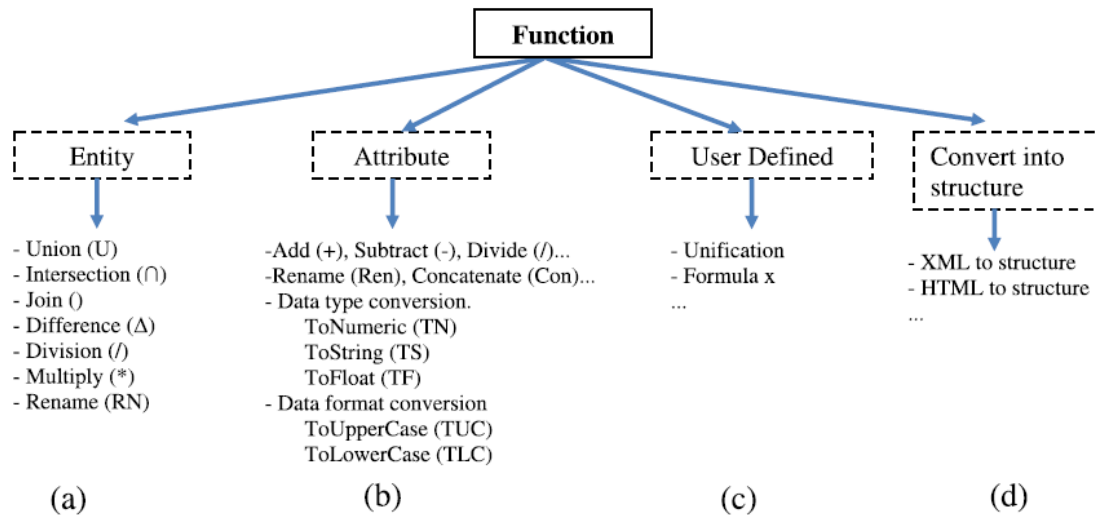 Function
Entity
- Union (U)
- Intersection (∩)
- Join ()
- Difference (Δ)
- Division (/)
- Multiply (*)
- Rename (RN)
(a)
Attribute
-Add (+), Subtract (-), Divide (/)...
-Rename (Ren), Concatenate (Con)...
- Data type conversion.
ToNumeric (TN)
ToString (TS)
ToFloat (TF)
- Data format conversion
ToUpperCase (TUC)
ToLowerCase (TLC)
(b)
User Defined
- Unification
- Formula x
...
(c)
Convert into
structure
- XML to structure
- HTML to structure
...
(d)